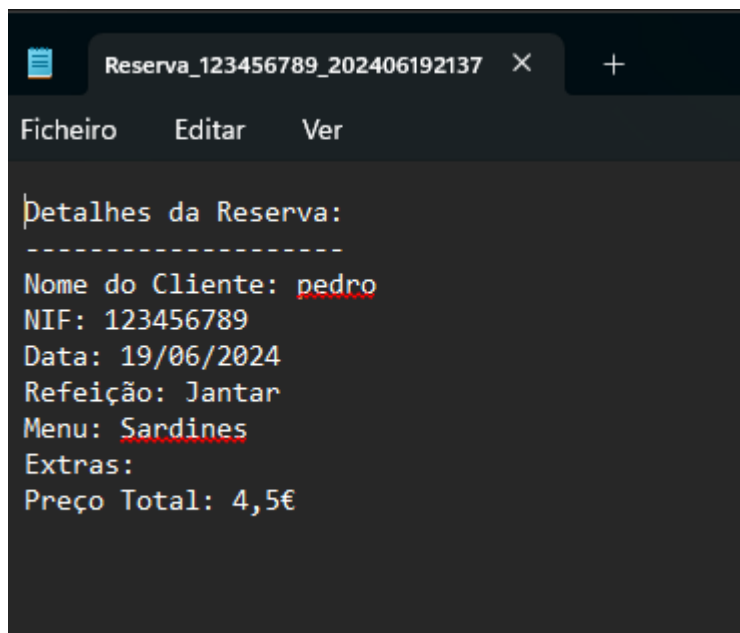 Reserva_123456789_202406192137
Ficheiro Editar Ver
Detalhes da Reserva:
--------------------
Nome do Cliente: pedro
NIF: 123456789
Data: 19/06/2024
Refeição: Jantar
Menu: Sardines
Extras:
Preço Total: 4,5€